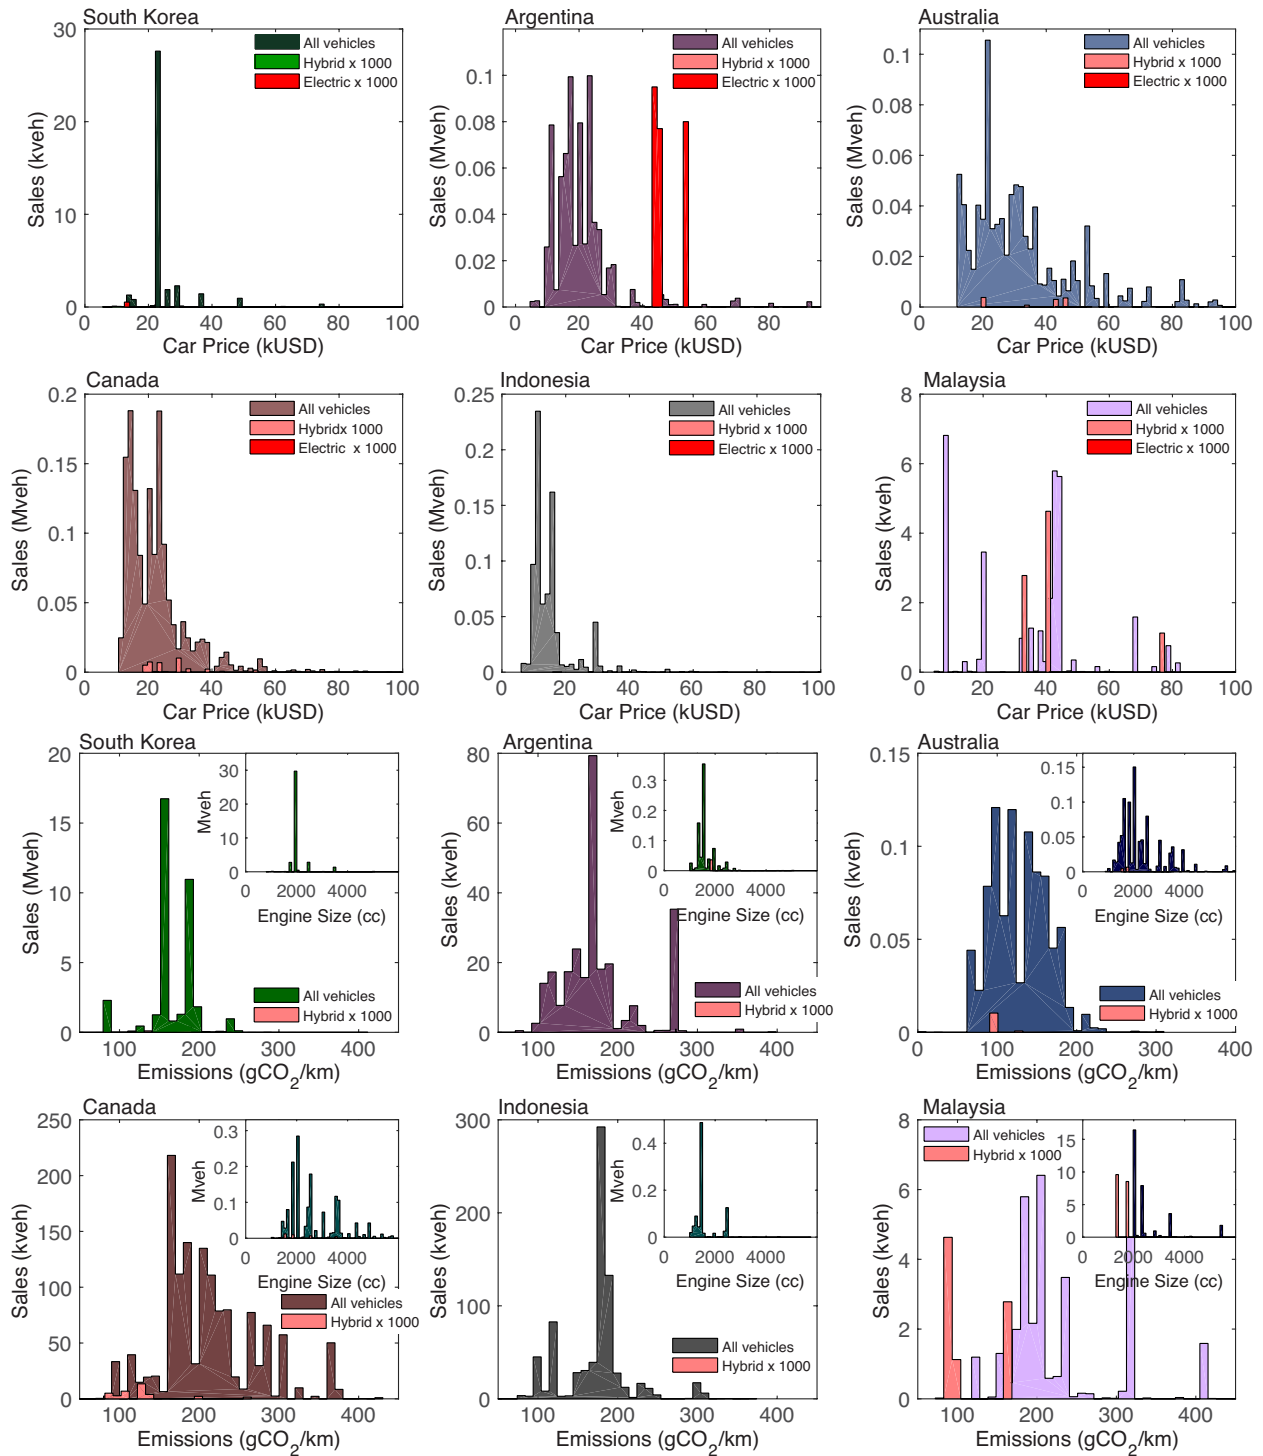 South Korea
30
20
10
0
Sales (kveh)
All vehicles
Hybrid x 1000
Electric x 1000
0 20 40 60 80 100
Car Price (kUSD)
Argentina
0.1
0.08
0.06
0.04
0.02
0
Sales (Mveh)
All vehicles
Hybrid x 1000
Electric x 1000
0 20 40 60 80
Car Price (kUSD)
Australia
0.1
0.08
0.06
0.04
0.02
0
Sales (Mveh)
All vehicles
Hybrid x 1000
Electric x 1000
0 20 40 60 80 100
Car Price (kUSD)
Canada
0.2
0.15
0.1
0.05
0
Sales (Mveh)
All vehicles
Hybridx 1000
Electric x 1000
0 20 40 60 80 100
Car Price (kUSD)
Indonesia
0.25
0.2
0.15
0.1
0.05
0
Sales (Mveh)
All vehicles
Hybrid x 1000
Electric x 1000
0 20 40 60 80 100
Car Price (kUSD)
Malaysia
8
6
4
2
0
Sales (kveh)
All vehicles
Hybrid x 1000
Electric x 1000
0 20 40 60 80 100
Car Price (kUSD)
South Korea
20
15
10
5
0
Sales (Mveh)
30
20
10
0
Mveh
0 2000 4000
Engine Size (cc)
All vehicles
Hybrid x 1000
100 200 300 400
Emissions (gCO2/km)
Argentina
80
60
40
20
0
Sales (kveh)
0.3
0.2
0.1
0
Mveh
0 2000 4000
Engine Size (cc)
All vehicles
Hybrid x 1000
100 200 300 400
Emissions (gCO2/km)
Australia
0.15
0.1
0.05
0
Sales (kveh)
0.15
0.1
0.05
0
0 2000 4000
Engine Size (cc)
All vehicles
Hybrid x 1000
0 100 200 300 400
Emissions (gCO2/km)
Canada
250
200
150
100
50
0
Sales (kveh)
0.3
0.2
0.1
0
Mveh
0 2000 4000
Engine Size (cc)
All vehicles
Hybrid x 1000
100 200 300 400
Emissions (gCO2/km)
Indonesia
300
200
300
300
Sales (kveh)
0.4
0.2
0
Mveh
0 2000 4000
Engine Size (cc)
All vehicles
Hybrid x 1000
100 200 300 400
Emissions (gCO2/km)
Malaysia
8
6
4
2
0
Sales (kveh)
All vehicles
Hybrid x 1000
15
10
5
0
0 2000 4000
Engine Size (cc)
100 200 300 400
Emissions (gCO2/km)